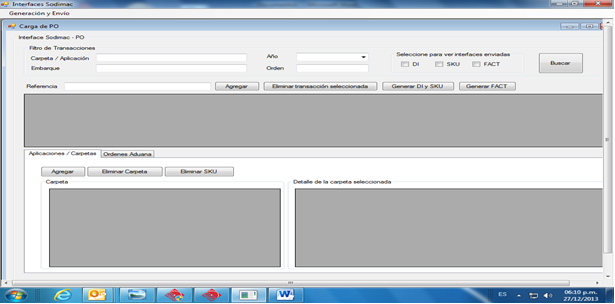 Interfaces Sodimac
Generación y Envío
Carga de PO
Interface Sodimac - PO
Filtro de Transacciones
Carpeta / Aplicación
Año
Seleccione para ver interfaces enviadas
Embarque
Orden
DI
SKU
FACT
Buscar
Referencia
Agregar
Eliminar transacción seleccionada
Generar DI y SKU
Generar FACT
Aplicaciones / Carpetas
Ordenes Aduana
Agregar
Eliminar Carpeta
Eliminar SKU
Carpeta
Detalle de la carpeta seleccionada
ES
06:10 p.m.
27/12/2013